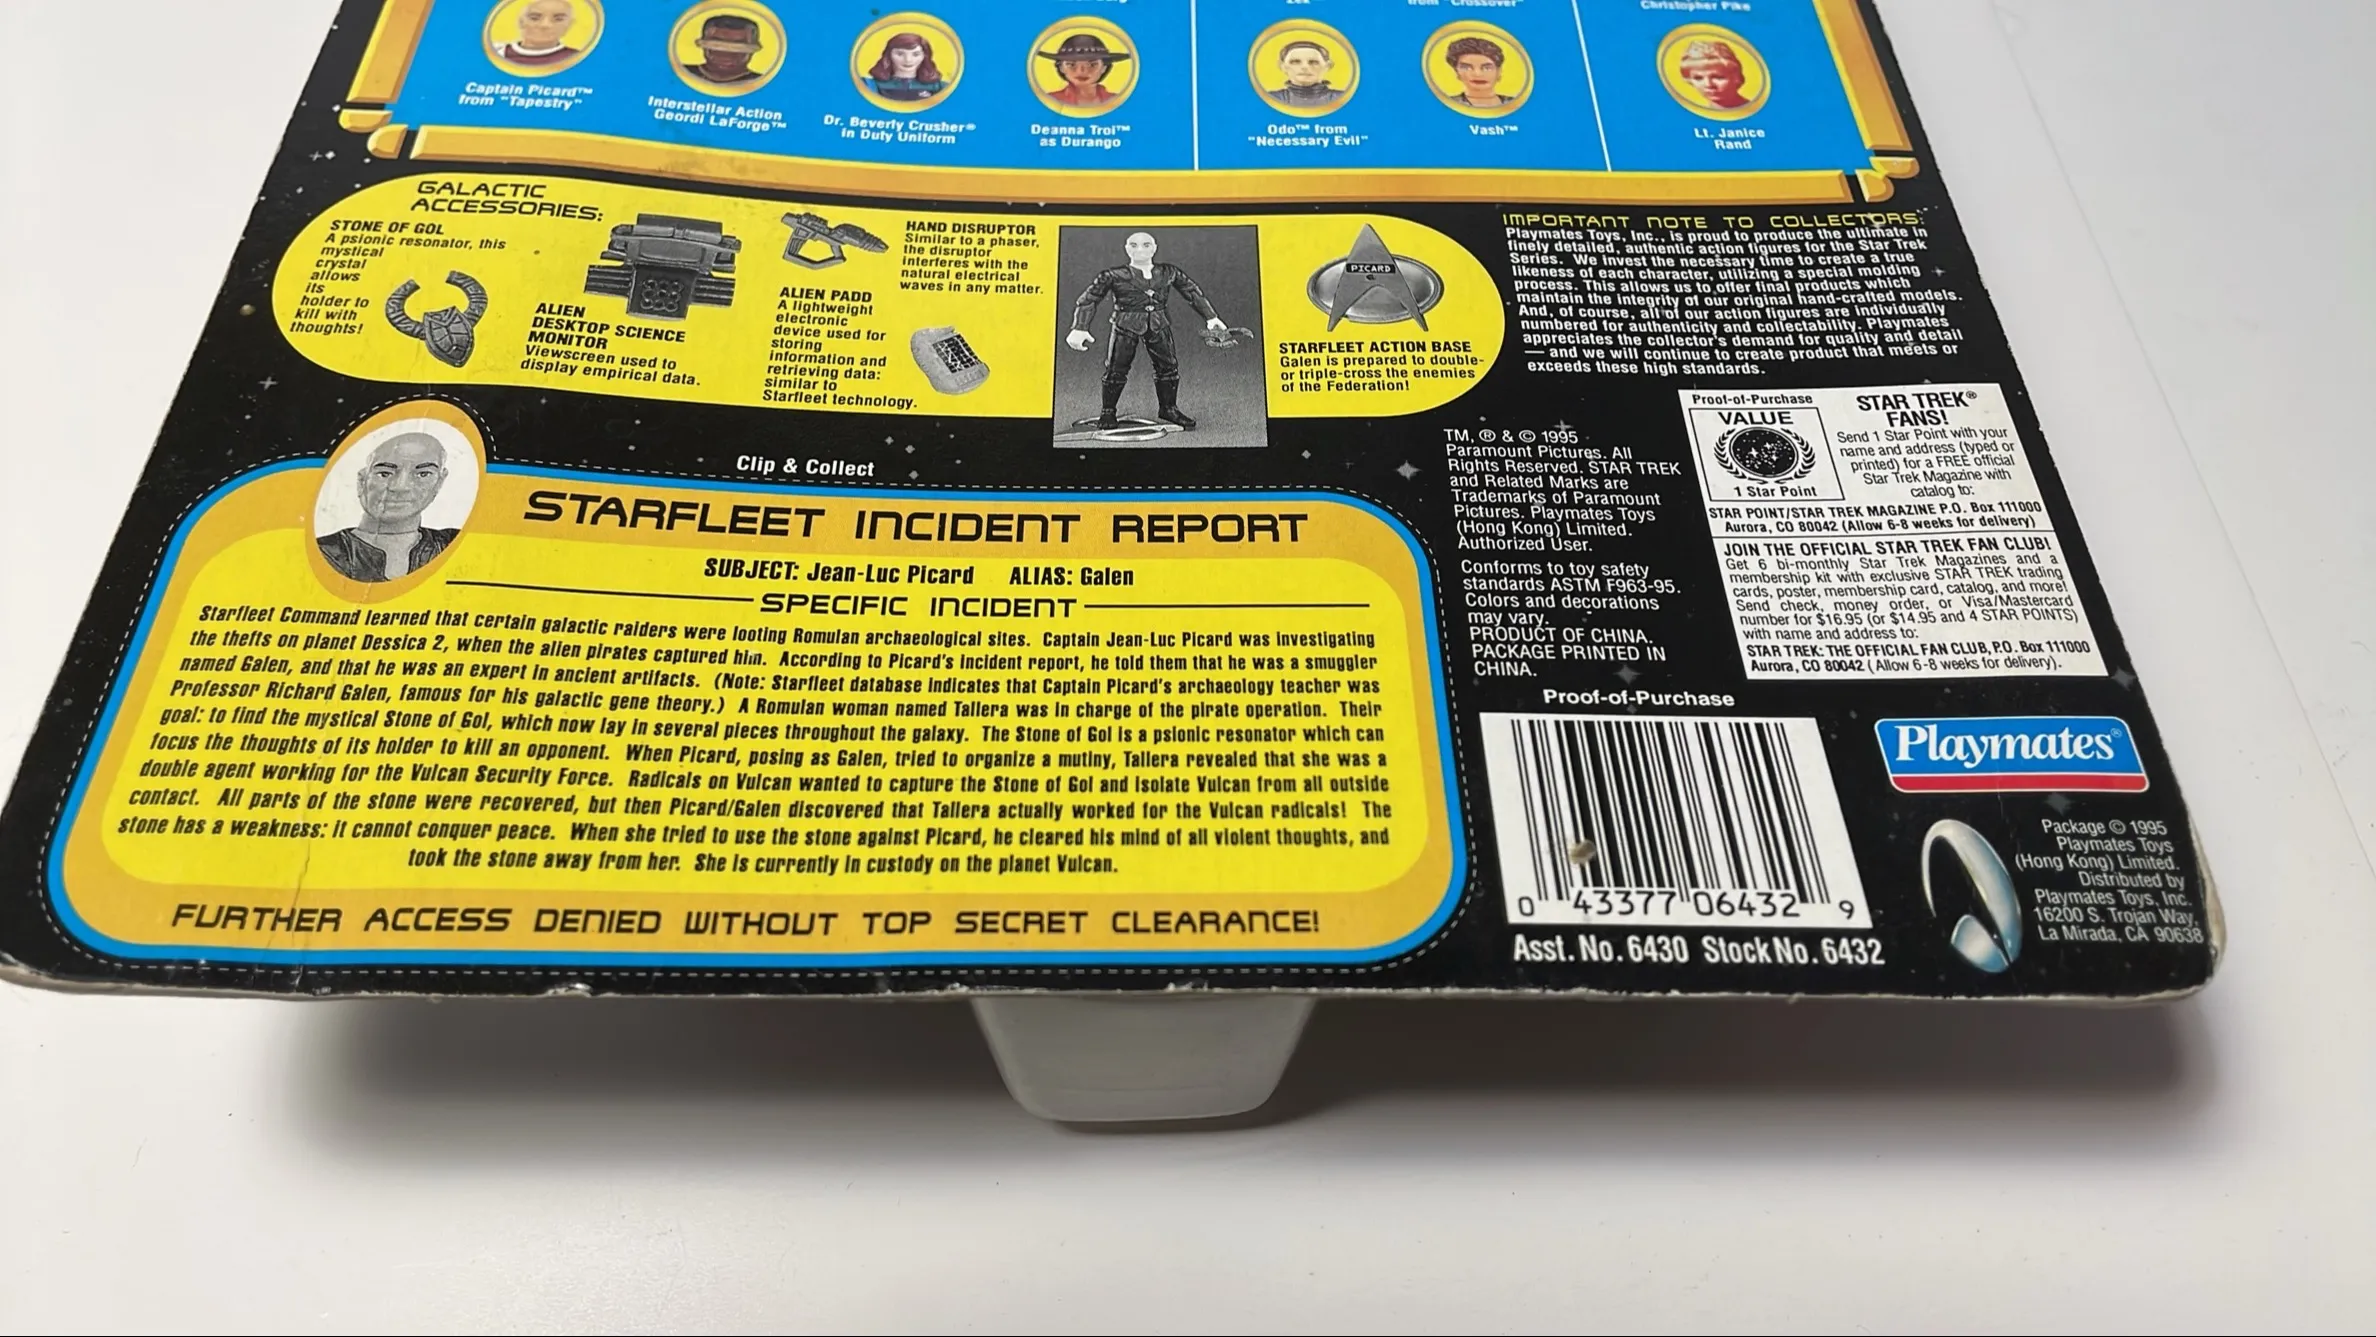 from "Crossover"
Christopher Pike
Captain Picard™
from "Tapestry"
Interstellar Action
Geordi LaForge™
Dr. Beverly Crusher®
in Duty Uniform
Deanna Troi™
as Durango
Odo™ from
"Necessary Evil"
Vash™
Lt. Janice
Rand
GALACTIC
ACCESSORIES:
STONE OF GOL
A psionic resonator, this
mystical
crystal
allows
its
holder to
kill with
thoughts!
ALIEN
DESKTOP SCIENCE
MONITOR
Viewscreen used to
display empirical data.
ALIEN PADD
A lightweight
electronic
device used for
storing
information and
retrieving data:
similar to
Starfleet technology.
HAND DISRUPTOR
Similar to a phaser,
the disruptor
interferes with the
natural electrical
waves in any matter.
PICARD
STARFLEET ACTION BASE
Galen is prepared to double-
or triple-cross the enemies
of the Federation!
IMPORTANT NOTE TO COLLECTORS:
Playmates Toys, Inc., is proud to produce the ultimate in
finely detailed, authentic action figures for the Star Trek
Series. We invest the necessary time to create a true
likeness of each character, utilizing a special molding
process. This allows us to offer final products which
maintain the integrity of our original hand-crafted models.
And, of course, all of our action figures are individually
numbered for authenticity and collectability. Playmates
appreciates the collector's demand for quality and detail
— and we will continue to create product that meets or
exceeds these high standards.
Clip & Collect
STARFLEET INCIDENT REPORT
SUBJECT: Jean-Luc Picard ALIAS: Galen
SPECIFIC INCIDENT
Starfleet Command learned that certain galactic raiders were looting Romulan archaeological sites. Captain Jean-Luc Picard was investigating
the thefts on planet Dessica 2, when the alien pirates captured him. According to Picard's incident report, he told them that he was a smuggler
named Galen, and that he was an expert in ancient artifacts. (Note: Starfleet database indicates that Captain Picard's archaeology teacher was
Professor Richard Galen, famous for his galactic gene theory.) A Romulan woman named Tallera was in charge of the pirate operation. Their
goal: to find the mystical Stone of Gol, which now lay in several pieces throughout the galaxy. The Stone of Gol is a psionic resonator which can
focus the thoughts of its holder to kill an opponent. When Picard, posing as Galen, tried to organize a mutiny, Tallera revealed that she was a
double agent working for the Vulcan Security Force. Radicals on Vulcan wanted to capture the Stone of Gol and isolate Vulcan from all outside
contact. All parts of the stone were recovered, but then Picard/Galen discovered that Tallera actually worked for the Vulcan radicals! The
stone has a weakness: it cannot conquer peace. When she tried to use the stone against Picard, he cleared his mind of all violent thoughts, and
took the stone away from her. She is currently in custody on the planet Vulcan.
FURTHER ACCESS DENIED WITHOUT TOP SECRET CLEARANCE!
TM, ® & © 1995
Paramount Pictures. All
Rights Reserved. STAR TREK
and Related Marks are
Trademarks of Paramount
Pictures. Playmates Toys
(Hong Kong) Limited.
Authorized User.
Conforms to toy safety
standards ASTM F963-95.
Colors and decorations
may vary.
PRODUCT OF CHINA.
PACKAGE PRINTED IN
CHINA.
Proof-of-Purchase
VALUE
1 Star Point
STAR TREK®
FANS!
Send 1 Star Point with your
name and address (typed or
printed) for a FREE official
Star Trek Magazine with
catalog to:
STAR POINT/STAR TREK MAGAZINE P.O. Box 111000
Aurora, CO 80042 (Allow 6-8 weeks for delivery)
JOIN THE OFFICIAL STAR TREK FAN CLUB!
Get 6 bi-monthly Star Trek Magazines and a
membership kit with exclusive STAR TREK trading
cards, poster, membership card, catalog, and more!
Send check, money order, or Visa/Mastercard
number for $16.95 (or $14.95 and 4 STAR POINTS)
with name and address to:
STAR TREK: THE OFFICIAL FAN CLUB, P.O. Box 111000
Aurora, CO 80042 (Allow 6-8 weeks for delivery).
Proof-of-Purchase
0 43377 06432 9
Asst. No. 6430 Stock No. 6432
Playmates®
Package © 1995
Playmates Toys
(Hong Kong) Limited.
Distributed by
Playmates Toys, Inc.
16200 S. Trojan Way,
La Mirada, CA 90638